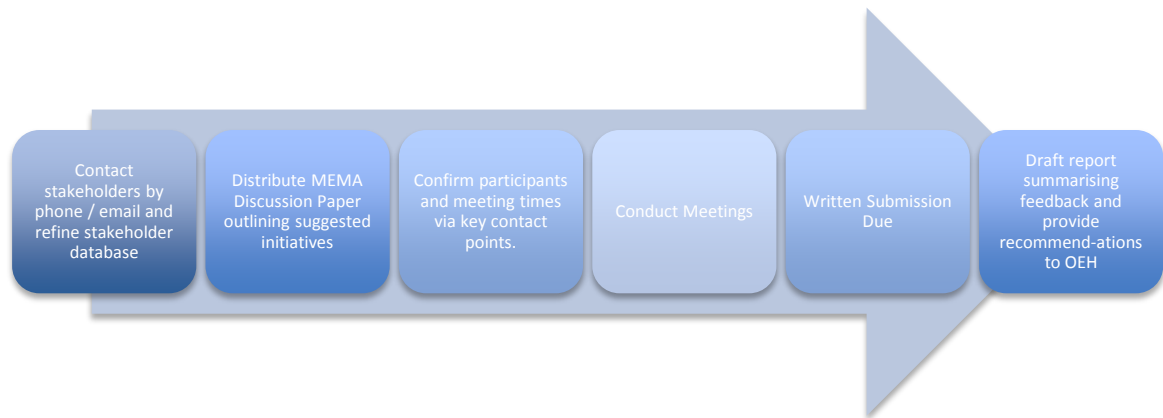 Contact
stakeholders by
phone / email and
refine stakeholder
database
Distribute MEMA
Discussion Paper
outlining suggested
initiatives
Confirm participants
and meeting times
via key contact
points.
Conduct Meetings
Written Submission
Due
Draft report
summarising
feedback and
provide
recommend-ations
to OEH